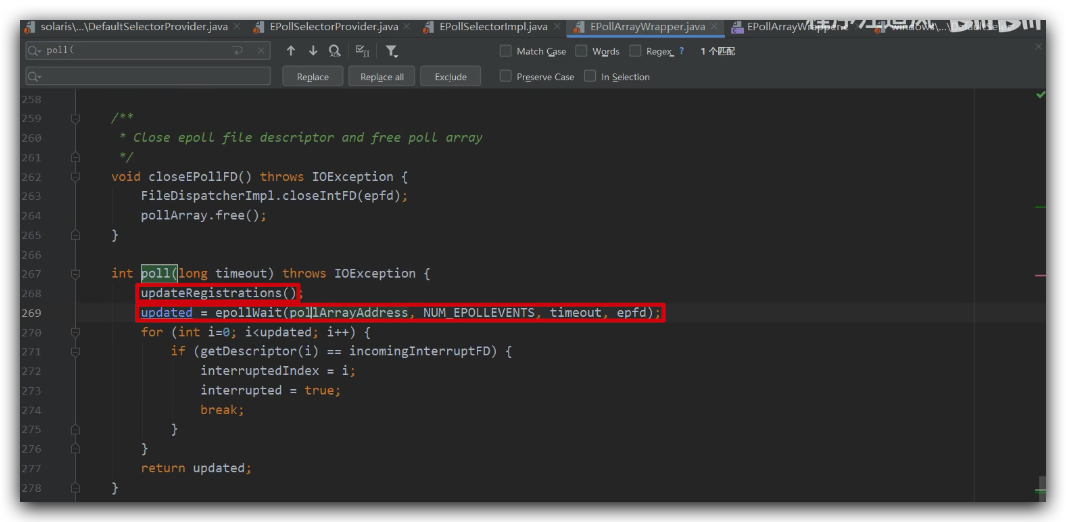 solaris\...\DefaultSelectorProvider.java EPollSelectorProvider.java EPollSelectorImpl.java EPollArrayWrapper.java EPollArrayWrapper.c
poll( Match Case Words Regex ? 1 个匹配
Replace Replace all Exclude Preserve Case In Selection
258
259 /**
260 * Close epoll file descriptor and free poll array
261 */
262 void closeEPollFD() throws IOException {
263 FileDispatcherImpl.closeIntFD(epfd);
264 pollArray.free();
265 }
266
267 int poll(long timeout) throws IOException {
268 updateRegistrations();
269 updated = epollWait(pollArrayAddress, NUM_EPOLLEVENTS, timeout, epfd);
270 for (int i=0; i<updated; i++) {
271 if (getDescriptor(i) == incomingInterruptFD) {
272 interruptedIndex = i;
273 interrupted = true;
274 break;
275 }
276 }
277 return updated;
278 }